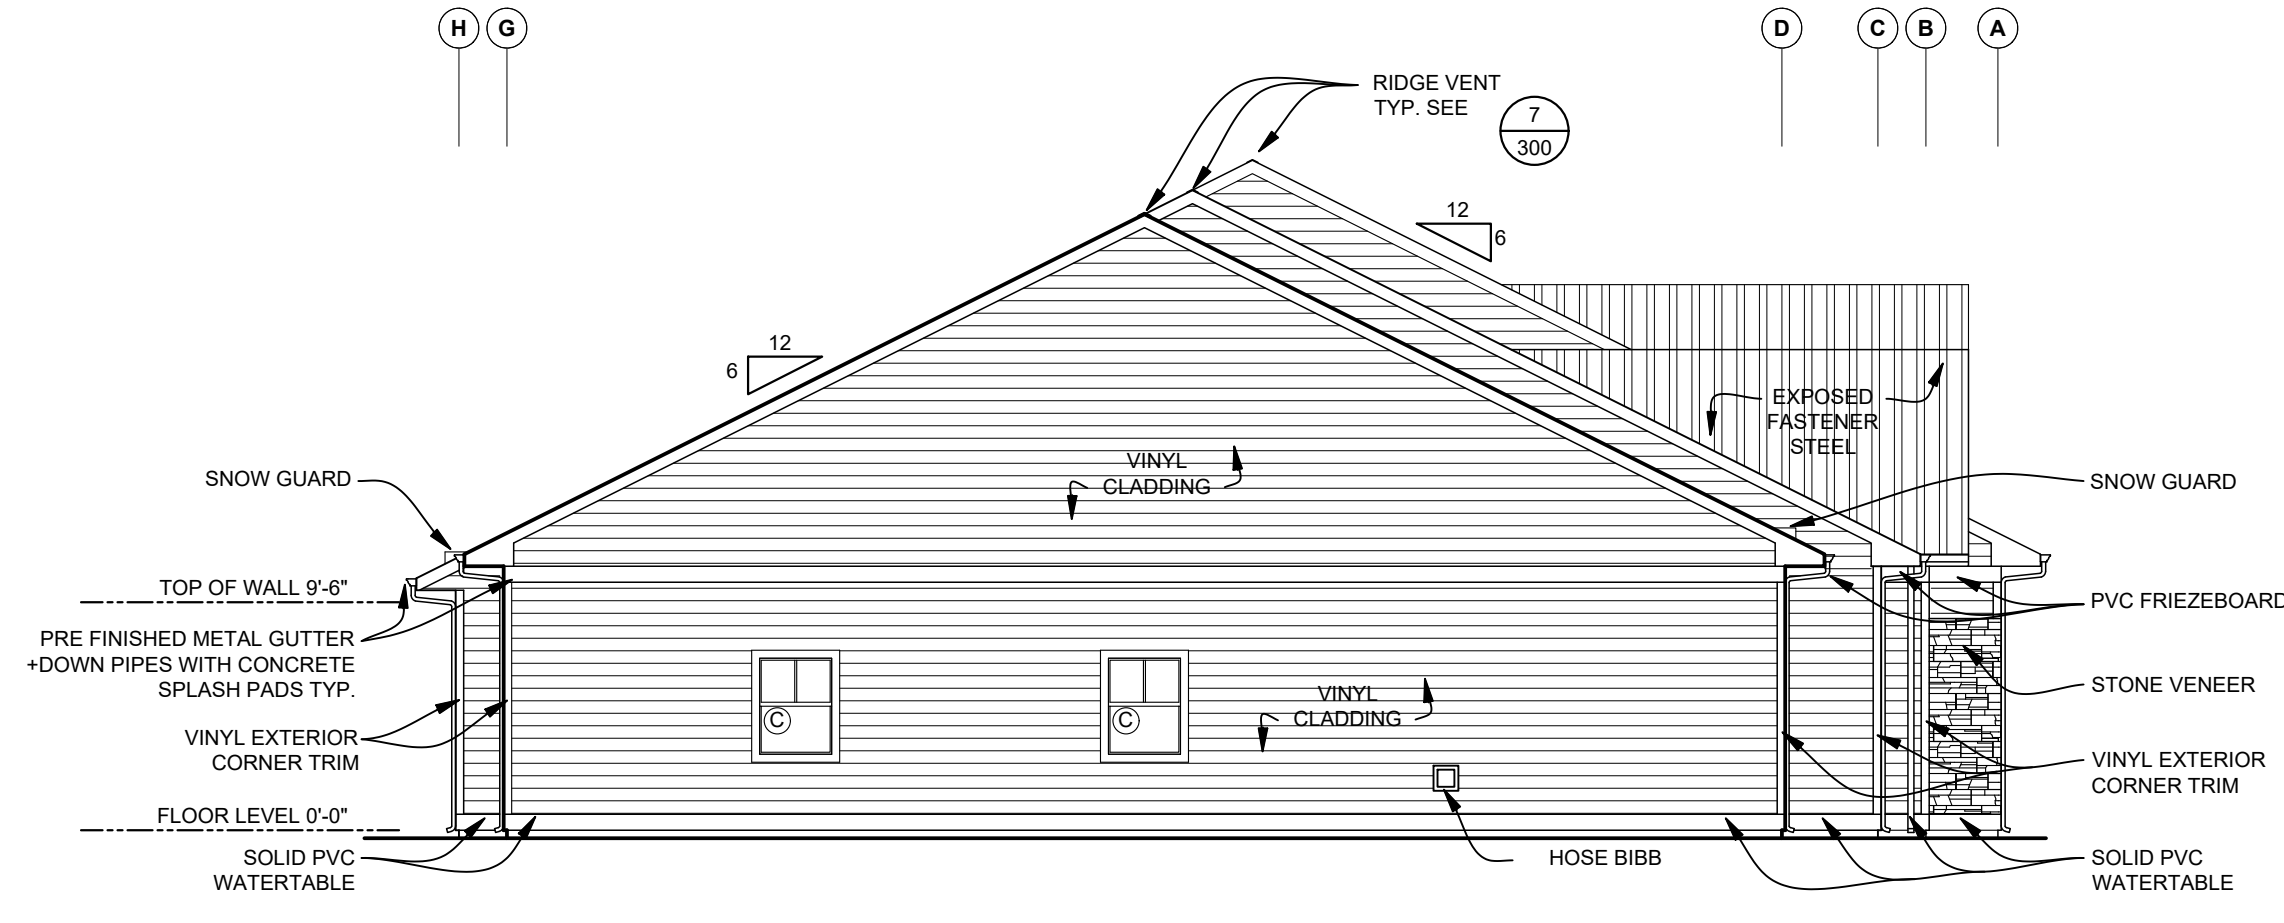 H
G
D
C
B
A
RIDGE VENT
TYP. SEE
7
300
12
6
12
6
EXPOSED
FASTENER
STEEL
VINYL
CLADDING
SNOW GUARD
SNOW GUARD
TOP OF WALL 9'-6"
PVC FRIEZEBOARD
PRE FINISHED METAL GUTTER
+DOWN PIPES WITH CONCRETE
SPLASH PADS TYP.
STONE VENEER
VINYL
CLADDING
C
C
VINYL EXTERIOR
CORNER TRIM
VINYL EXTERIOR
CORNER TRIM
FLOOR LEVEL 0'-0"
SOLID PVC
WATERTABLE
HOSE BIBB
SOLID PVC
WATERTABLE